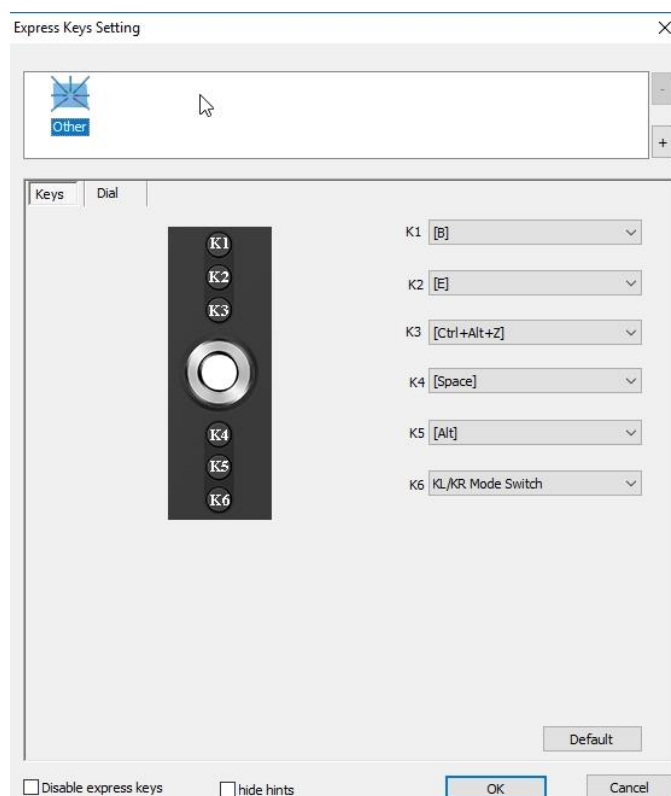 Express Keys Setting
Other
-
+
Keys
Dial
K1
K2
K3
K4
K5
K6
K1 [B]
K2 [E]
K3 [Ctrl+Alt+Z]
K4 [Space]
K5 [Alt]
K6 KL/KR Mode Switch
Default
Disable express keys
hide hints
OK
Cancel